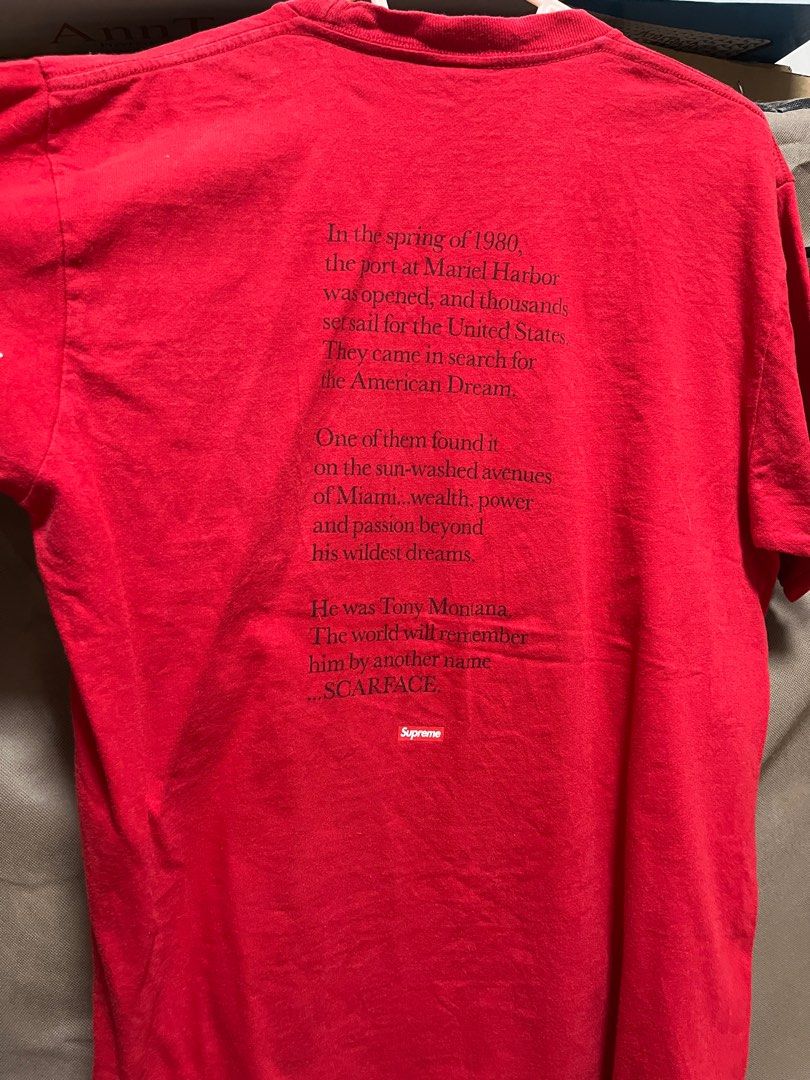 AnnT
In the spring of 1980,
the port at Mariel Harbor
was opened, and thousands
set sail for the United States.
They came in search for
the American Dream.
One of them found it
on the sun-washed avenues
of Miami...wealth, power
and passion beyond
his wildest dreams.
He was Tony Montana.
The world will remember
him by another name
...SCARFACE.
Supreme